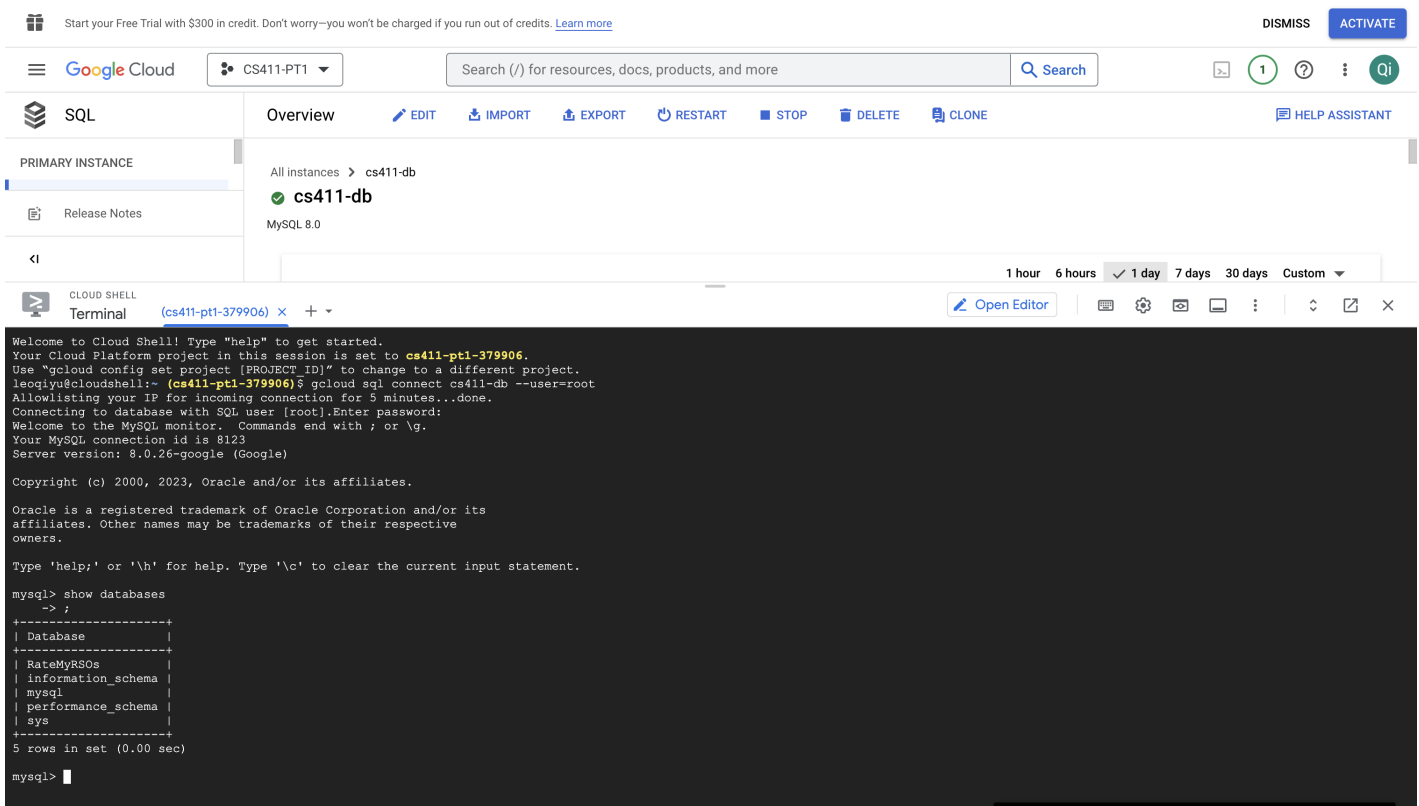 Start your Free Trial with $300 in credit. Don't worry—you won't be charged if you run out of credits. Learn more
DISMISS
ACTIVATE
Google Cloud
CS411-PT1
Search (/) for resources, docs, products, and more
Search
1
Qi
SQL
Overview
EDIT
IMPORT
EXPORT
RESTART
STOP
DELETE
CLONE
HELP ASSISTANT
PRIMARY INSTANCE
Release Notes
All instances > cs411-db
cs411-db
MySQL 8.0
1 hour 6 hours 1 day 7 days 30 days Custom
CLOUD SHELL
Terminal
(cs411-pt1-379906)
Open Editor
Welcome to Cloud Shell! Type "help" to get started.
Your Cloud Platform project in this session is set to cs411-pt1-379906.
Use “gcloud config set project [PROJECT_ID]” to change to a different project.
leoqiyu@cloudshell:~ (cs411-pt1-379906)$ gcloud sql connect cs411-db --user=root
Allowlisting your IP for incoming connection for 5 minutes...done.
Connecting to database with SQL user [root].Enter password:
Welcome to the MySQL monitor.  Commands end with ; or \g.
Your MySQL connection id is 8123
Server version: 8.0.26-google (Google)
Copyright (c) 2000, 2023, Oracle and/or its affiliates.
Oracle is a registered trademark of Oracle Corporation and/or its
affiliates. Other names may be trademarks of their respective
owners.
Type 'help;' or '\h' for help. Type '\c' to clear the current input statement.
mysql> show databases
    -> ;
+--------------------+
| Database           |
+--------------------+
| RateMyRSOs         |
| information_schema |
| mysql              |
| performance_schema |
| sys                |
+--------------------+
5 rows in set (0.00 sec)
mysql>